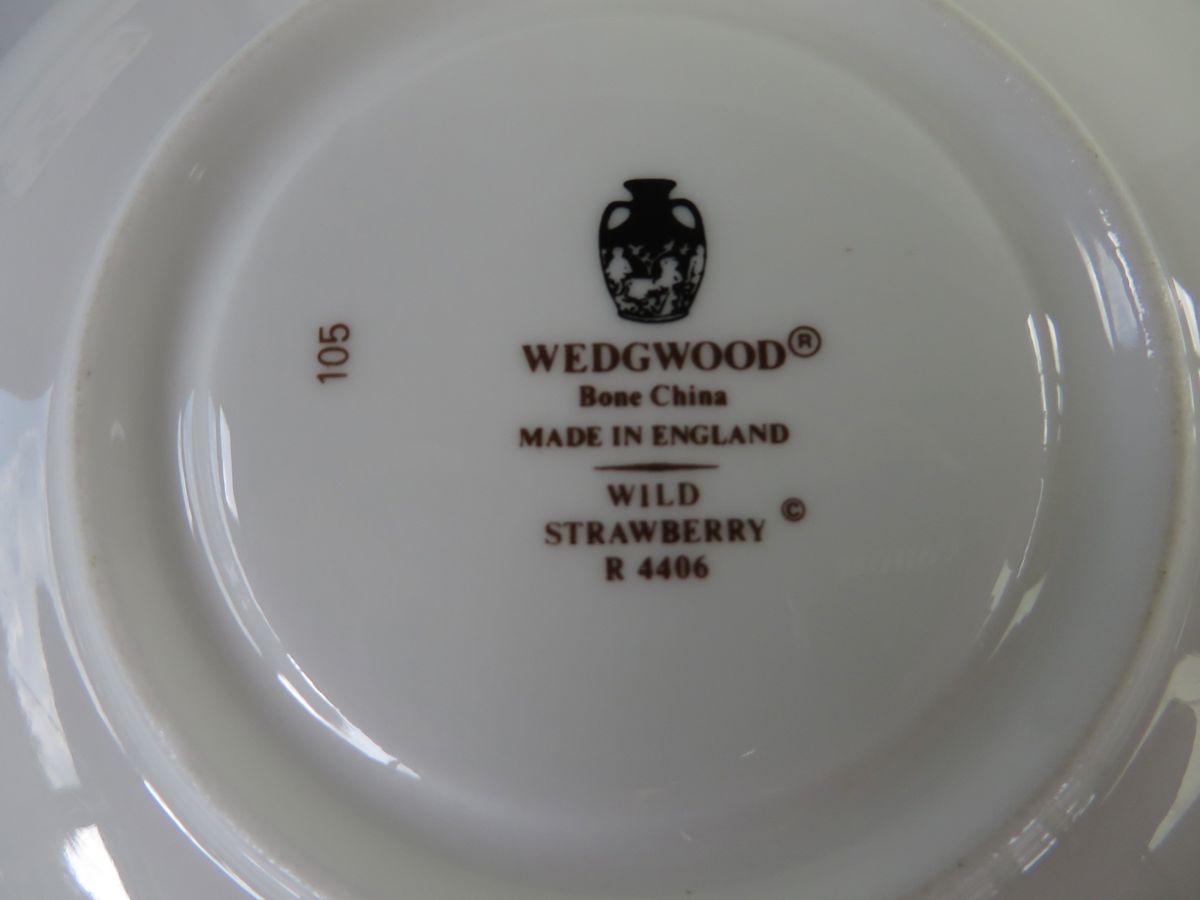 WEDGWOOD®
Bone China
MADE IN ENGLAND
WILD
STRAWBERRY ©
R 4406
105